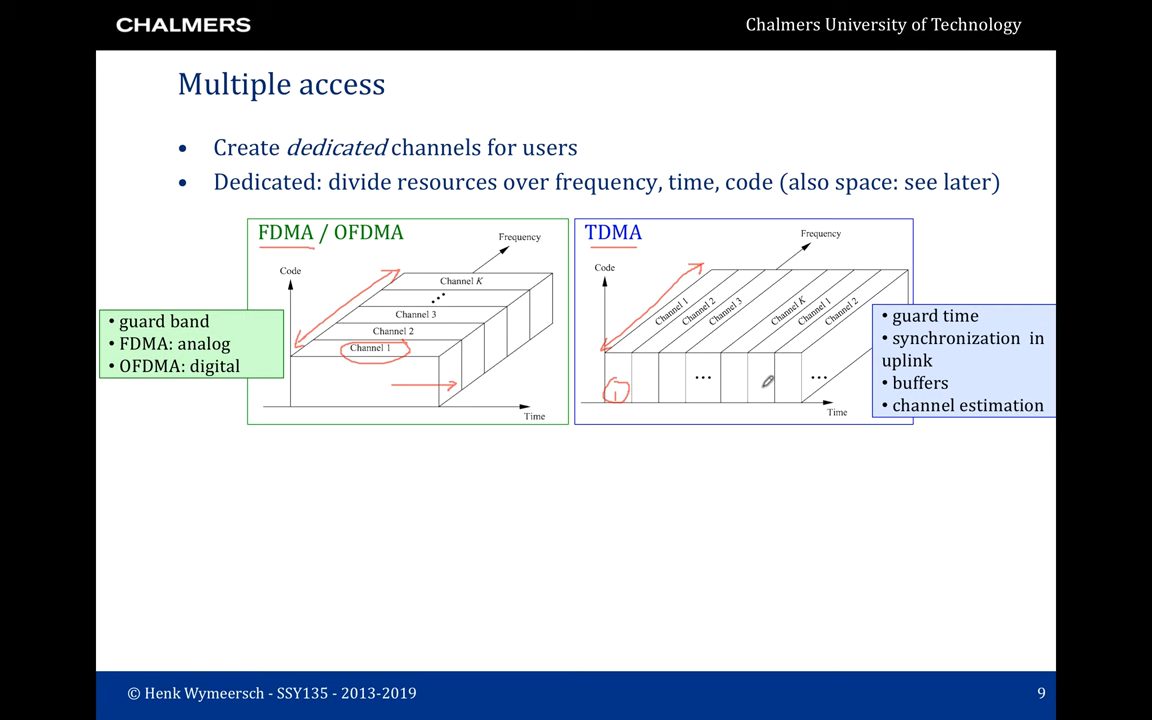 CHALMERS
Chalmers University of Technology
Multiple access
• Create dedicated channels for users
• Dedicated: divide resources over frequency, time, code (also space: see later)
FDMA / OFDMA
Frequency
Code
Channel K
Channel 3
Channel 2
Channel 1
Time
• guard band
• FDMA: analog
• OFDMA: digital
TDMA
Frequency
Code
Channel 1
Channel 2
Channel 3
Channel K
Channel 1
Channel 2
1
...
...
Time
• guard time
• synchronization in
uplink
• buffers
• channel estimation
© Henk Wymeersch - SSY135 - 2013-2019
9